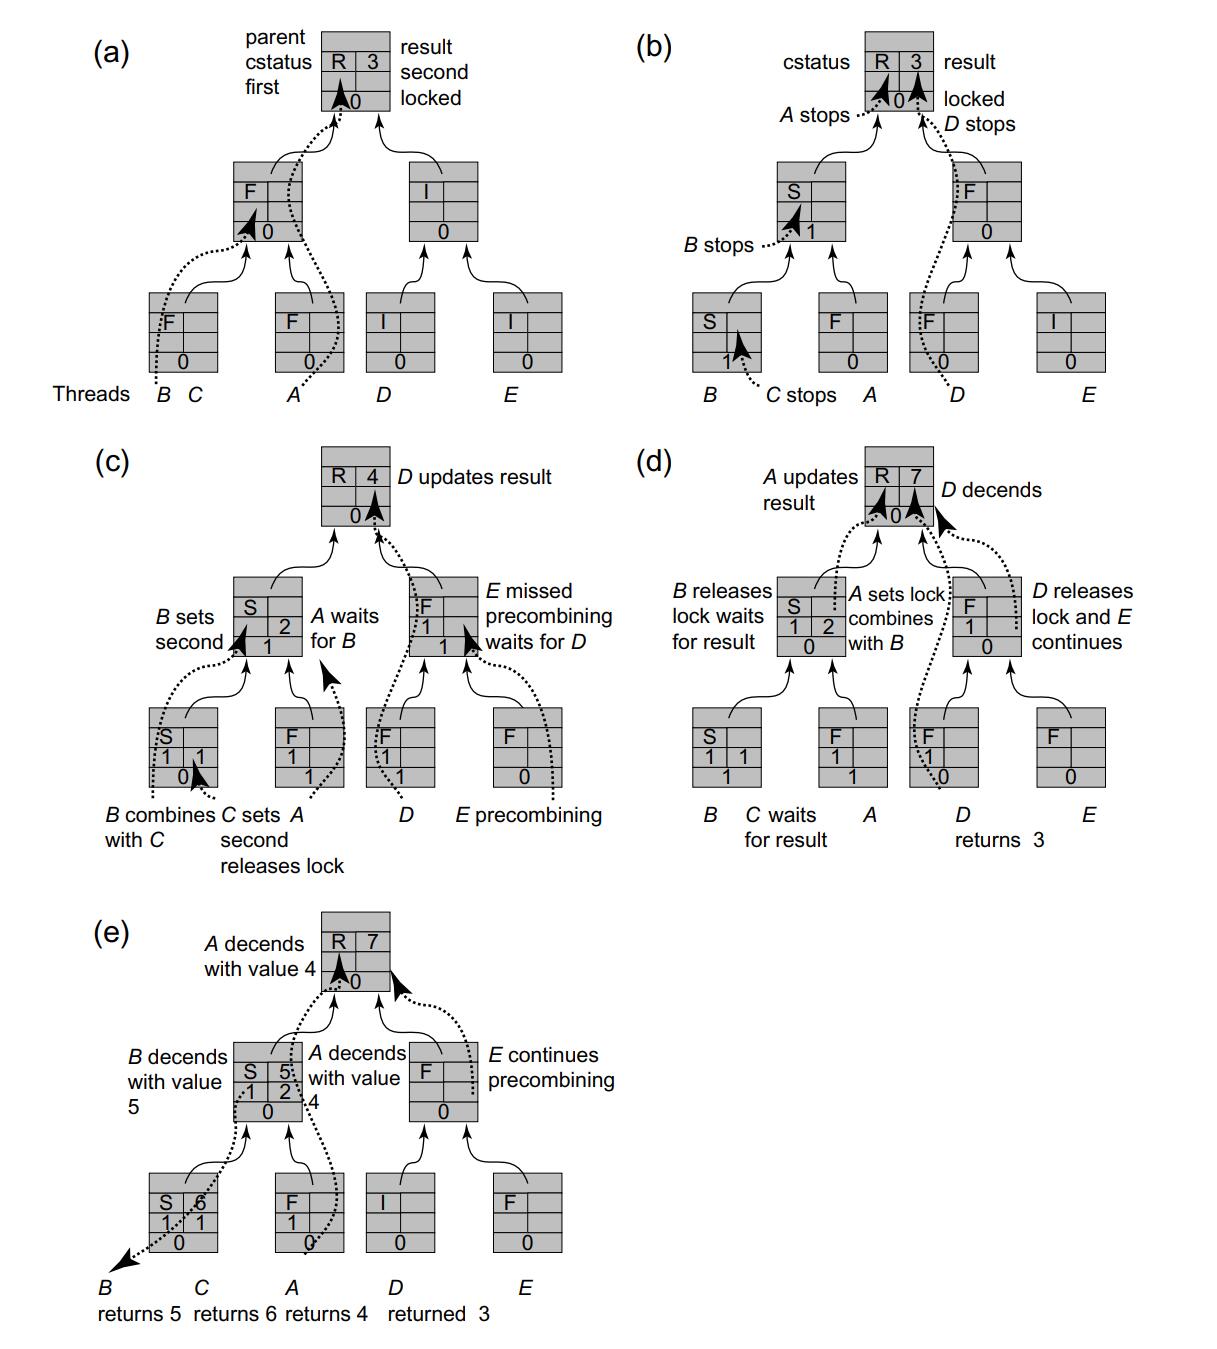 (a)
parent
cstatus
first
R 3
0
result
second
locked
F
0
I
0
F
0
F
0
I
0
I
0
Threads B C A D E
(b)
cstatus
R 3
0
result
locked
A stops
D stops
S
1
F
0
B stops
S
1
F
0
F
0
I
0
B C stops A D E
(c)
R 4
0
D updates result
B sets
second
S
2
1
A waits
for B
F
1
1
E missed
precombining
waits for D
S
1 1
0
F
1
1
F
1
1
F
0
B combines
with C
C sets
second
releases lock
A
D
E precombining
(d)
A updates
result
R 7
0
D decends
B releases
lock waits
for result
S
1 2
0
A sets lock
combines
with B
F
1
0
D releases
lock and E
continues
S
1 1
1
F
1
1
F
1
0
F
0
B
C waits
for result
A
D
returns 3
E
(e)
A decends
with value 4
R 7
0
B decends
with value
5
S 5
1 2
0
A decends
with value
4
F
0
E continues
precombining
S 6
1 1
0
F
1
0
I
0
F
0
B C A D E
returns 5 returns 6 returns 4 returned 3